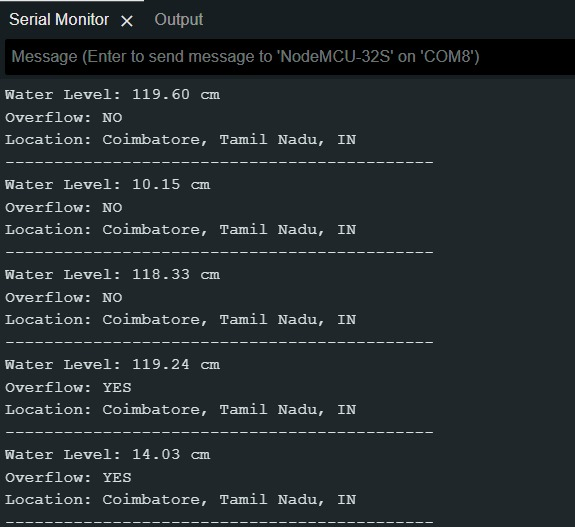 Serial Monitor × Output
Message (Enter to send message to 'NodeMCU-32S' on 'COM8')
Water Level: 119.60 cm
Overflow: NO
Location: Coimbatore, Tamil Nadu, IN
--------------------------------------------
Water Level: 10.15 cm
Overflow: NO
Location: Coimbatore, Tamil Nadu, IN
--------------------------------------------
Water Level: 118.33 cm
Overflow: NO
Location: Coimbatore, Tamil Nadu, IN
--------------------------------------------
Water Level: 119.24 cm
Overflow: YES
Location: Coimbatore, Tamil Nadu, IN
--------------------------------------------
Water Level: 14.03 cm
Overflow: YES
Location: Coimbatore, Tamil Nadu, IN
--------------------------------------------